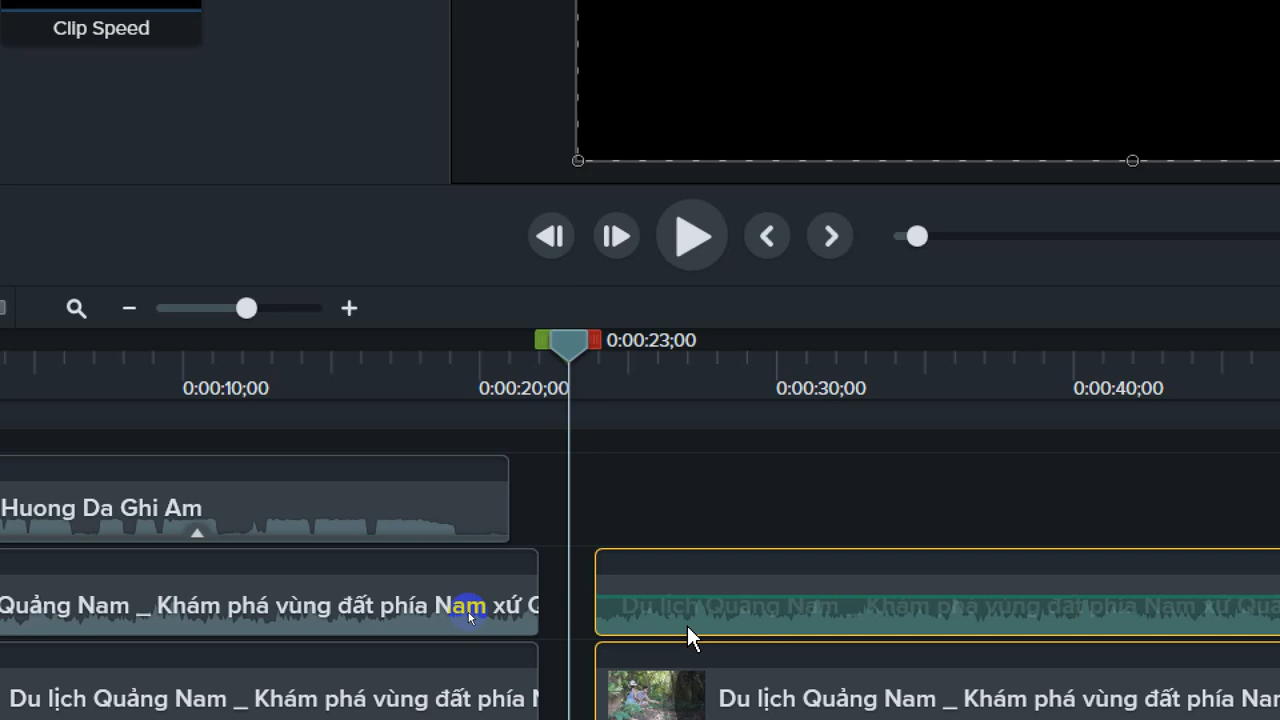 Clip Speed
0:00:23;00
0:00:10;00 0:00:20;00 0:00:30;00 0:00:40;00
Huong Da Ghi Am
Quảng Nam _ Khám phá vùng đất phía Nam xứ Q
Du lịch Quảng Nam _ Khám phá vùng đất phía Nam xứ Quả
Du lịch Quảng Nam _ Khám phá vùng đất phía N
Du lịch Quảng Nam _ Khám phá vùng đất phía Nar